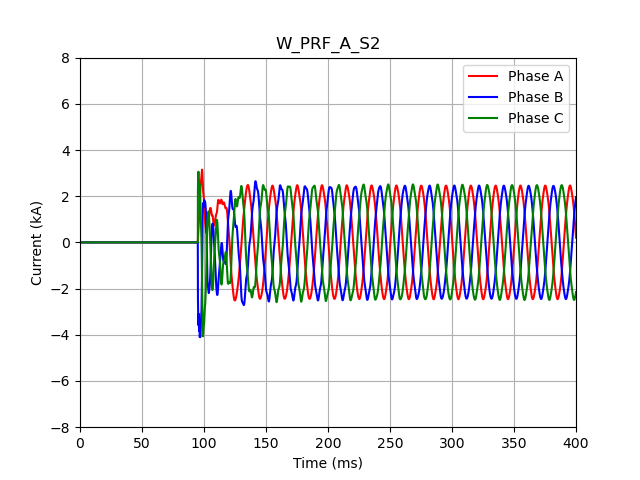 W_PRF_A_S2
8
6
4
2
0
−2
−4
−6
−8
Current (kA)
Phase A
Phase B
Phase C
0 50 100 150 200 250 300 350 400
Time (ms)